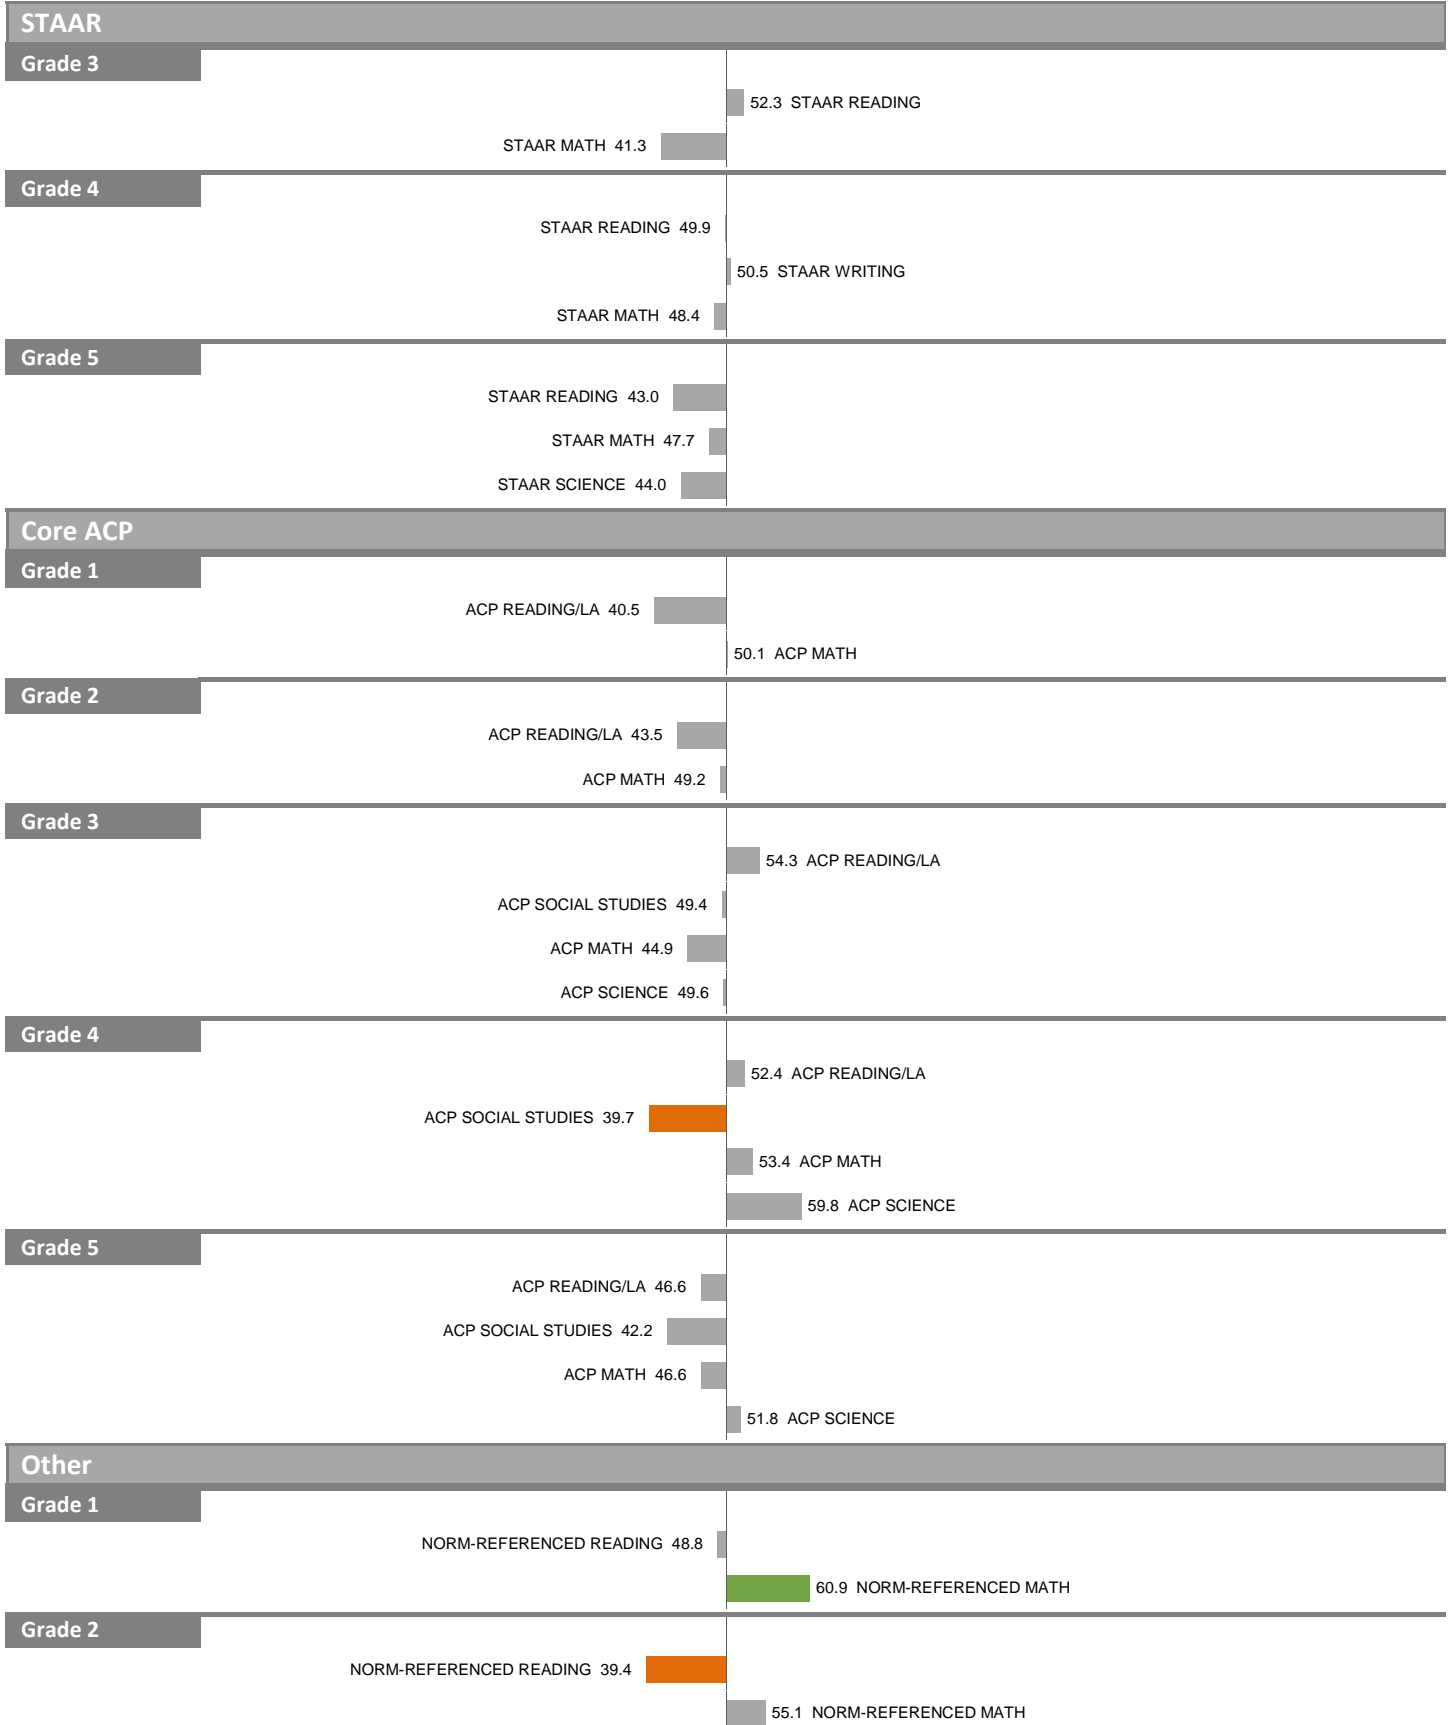 STAAR
Grade 3
52.3 STAAR READING
STAAR MATH 41.3
Grade 4
STAAR READING 49.9
50.5 STAAR WRITING
STAAR MATH 48.4
Grade 5
STAAR READING 43.0
STAAR MATH 47.7
STAAR SCIENCE 44.0
Core ACP
Grade 1
ACP READING/LA 40.5
50.1 ACP MATH
Grade 2
ACP READING/LA 43.5
ACP MATH 49.2
Grade 3
54.3 ACP READING/LA
ACP SOCIAL STUDIES 49.4
ACP MATH 44.9
ACP SCIENCE 49.6
Grade 4
52.4 ACP READING/LA
ACP SOCIAL STUDIES 39.7
53.4 ACP MATH
59.8 ACP SCIENCE
Grade 5
ACP READING/LA 46.6
ACP SOCIAL STUDIES 42.2
ACP MATH 46.6
51.8 ACP SCIENCE
Other
Grade 1
NORM-REFERENCED READING 48.8
60.9 NORM-REFERENCED MATH
Grade 2
NORM-REFERENCED READING 39.4
55.1 NORM-REFERENCED MATH